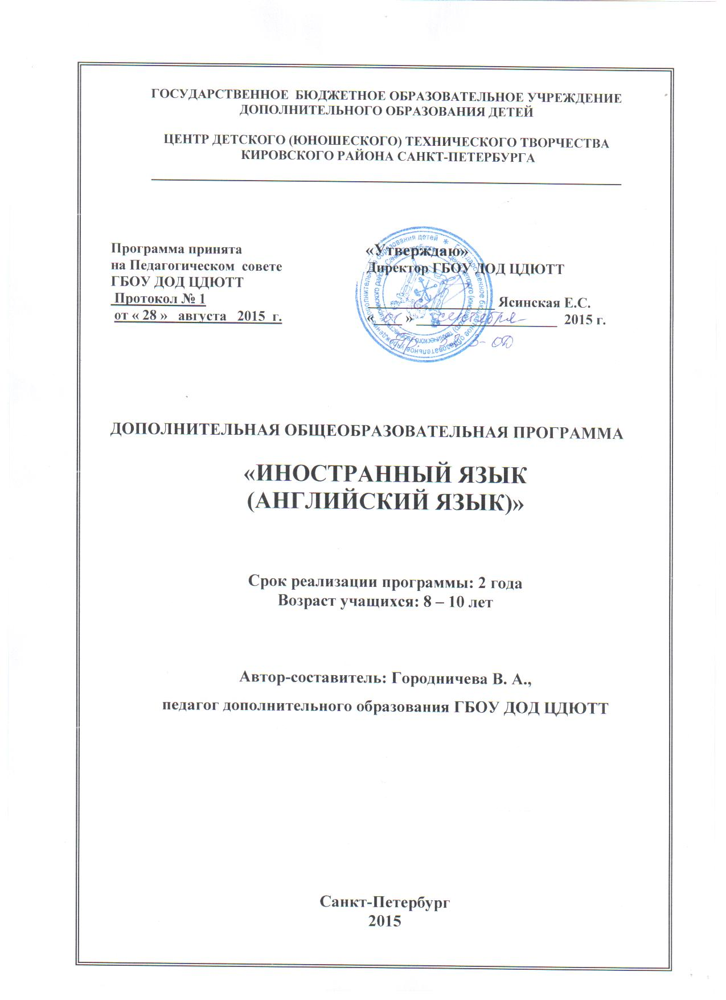 ГОСУДАРСТВЕННОЕ БЮДЖЕТНОЕ ОБРАЗОВАТЕЛЬНОЕ УЧРЕЖДЕНИЕ
ДОПОЛНИТЕЛЬНОГО ОБРАЗОВАНИЯ ДЕТЕЙ
ЦЕНТР ДЕТСКОГО (ЮНОШЕСКОГО) ТЕХНИЧЕСКОГО ТВОРЧЕСТВА
КИРОВСКОГО РАЙОНА САНКТ-ПЕТЕРБУРГА
Программа принята
на Педагогическом совете
ГБОУ ДОД ЦДЮТТ
Протокол № 1
от « 28 » августа 2015 г.
«Утверждаю»
Директор ГБОУ ДОД ЦДЮТТ
Ясинская Е.С.
« » сентября 2015 г.
ДОПОЛНИТЕЛЬНАЯ ОБЩЕОБРАЗОВАТЕЛЬНАЯ ПРОГРАММА
«ИНОСТРАННЫЙ ЯЗЫК
(АНГЛИЙСКИЙ ЯЗЫК)»
Срок реализации программы: 2 года
Возраст учащихся: 8 – 10 лет
Автор-составитель: Городничева В. А.,
педагог дополнительного образования ГБОУ ДОД ЦДЮТТ
Санкт-Петербург
2015